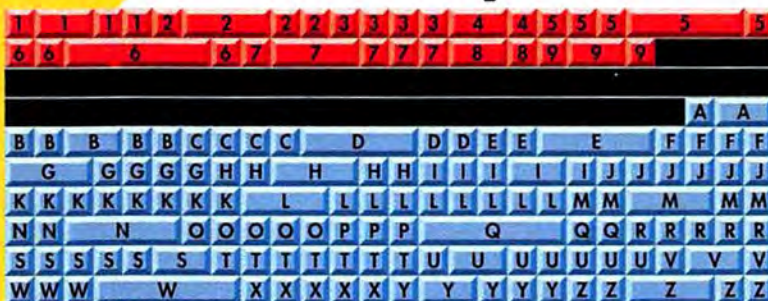 1 1 1 1 2 2 2 2 3 3 3 3 4 4 5 5 5 5 5
6 6 6 6 7 7 7 7 7 8 8 9 9 9
A A
B B B B B C C C C D D D E E E F F F F
G G G G G H H H H H I I I I I J J J J J J
K K K K K K K K L L L L L L L L L M M M M M
N N N O O O O O P P P Q Q Q R R R R R
S S S S S S T T T T T T T U U U U U U U V V V
W W W W X X X X X Y Y Y Y Y Z Z Z Z Z